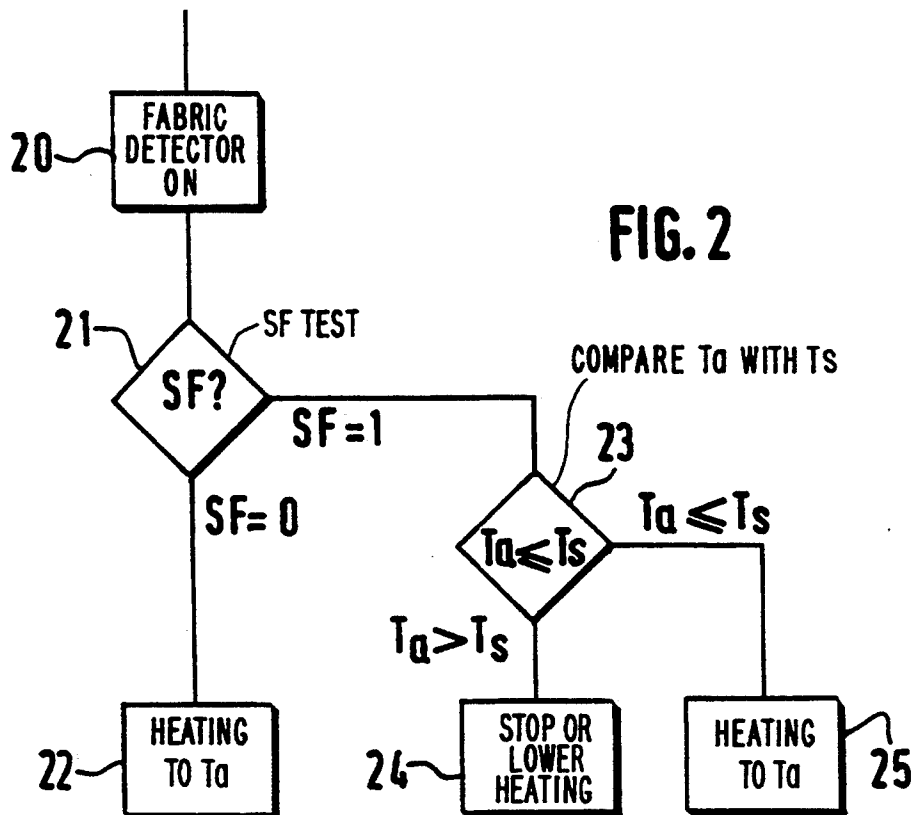 FABRIC
DETECTOR
ON
20
FIG. 2
21
SF TEST
SF?
COMPARE Ta WITH Ts
SF=1
23
SF=0
Ta ≤ Ts
Ta ≤ Ts
Ta > Ts
HEATING
TO Ta
22
STOP OR
LOWER
HEATING
24
HEATING
TO Ta
25